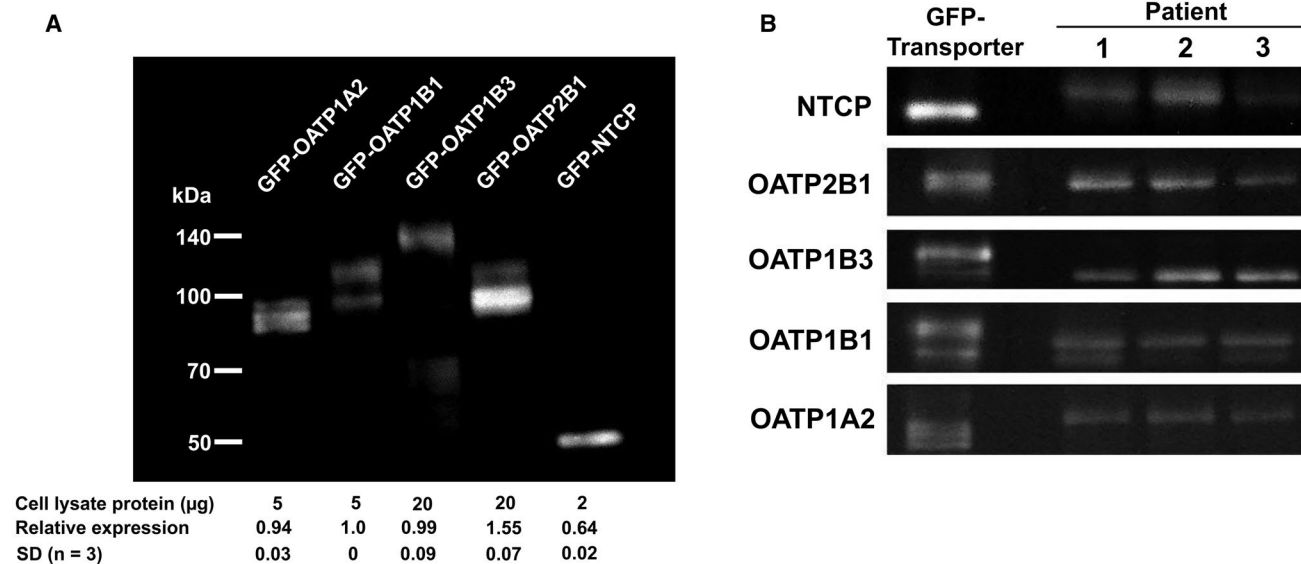 A
GFP-OATP1A2
GFP-OATP1B1
GFP-OATP1B3
GFP-OATP2B1
GFP-NTCP
kDa
140
100
70
50
Cell lysate protein (µg) 5 5 20 20 2
Relative expression 0.94 1.0 0.99 1.55 0.64
SD (n = 3) 0.03 0 0.09 0.07 0.02
B
GFP-
Transporter
Patient
1 2 3
NTCP
OATP2B1
OATP1B3
OATP1B1
OATP1A2